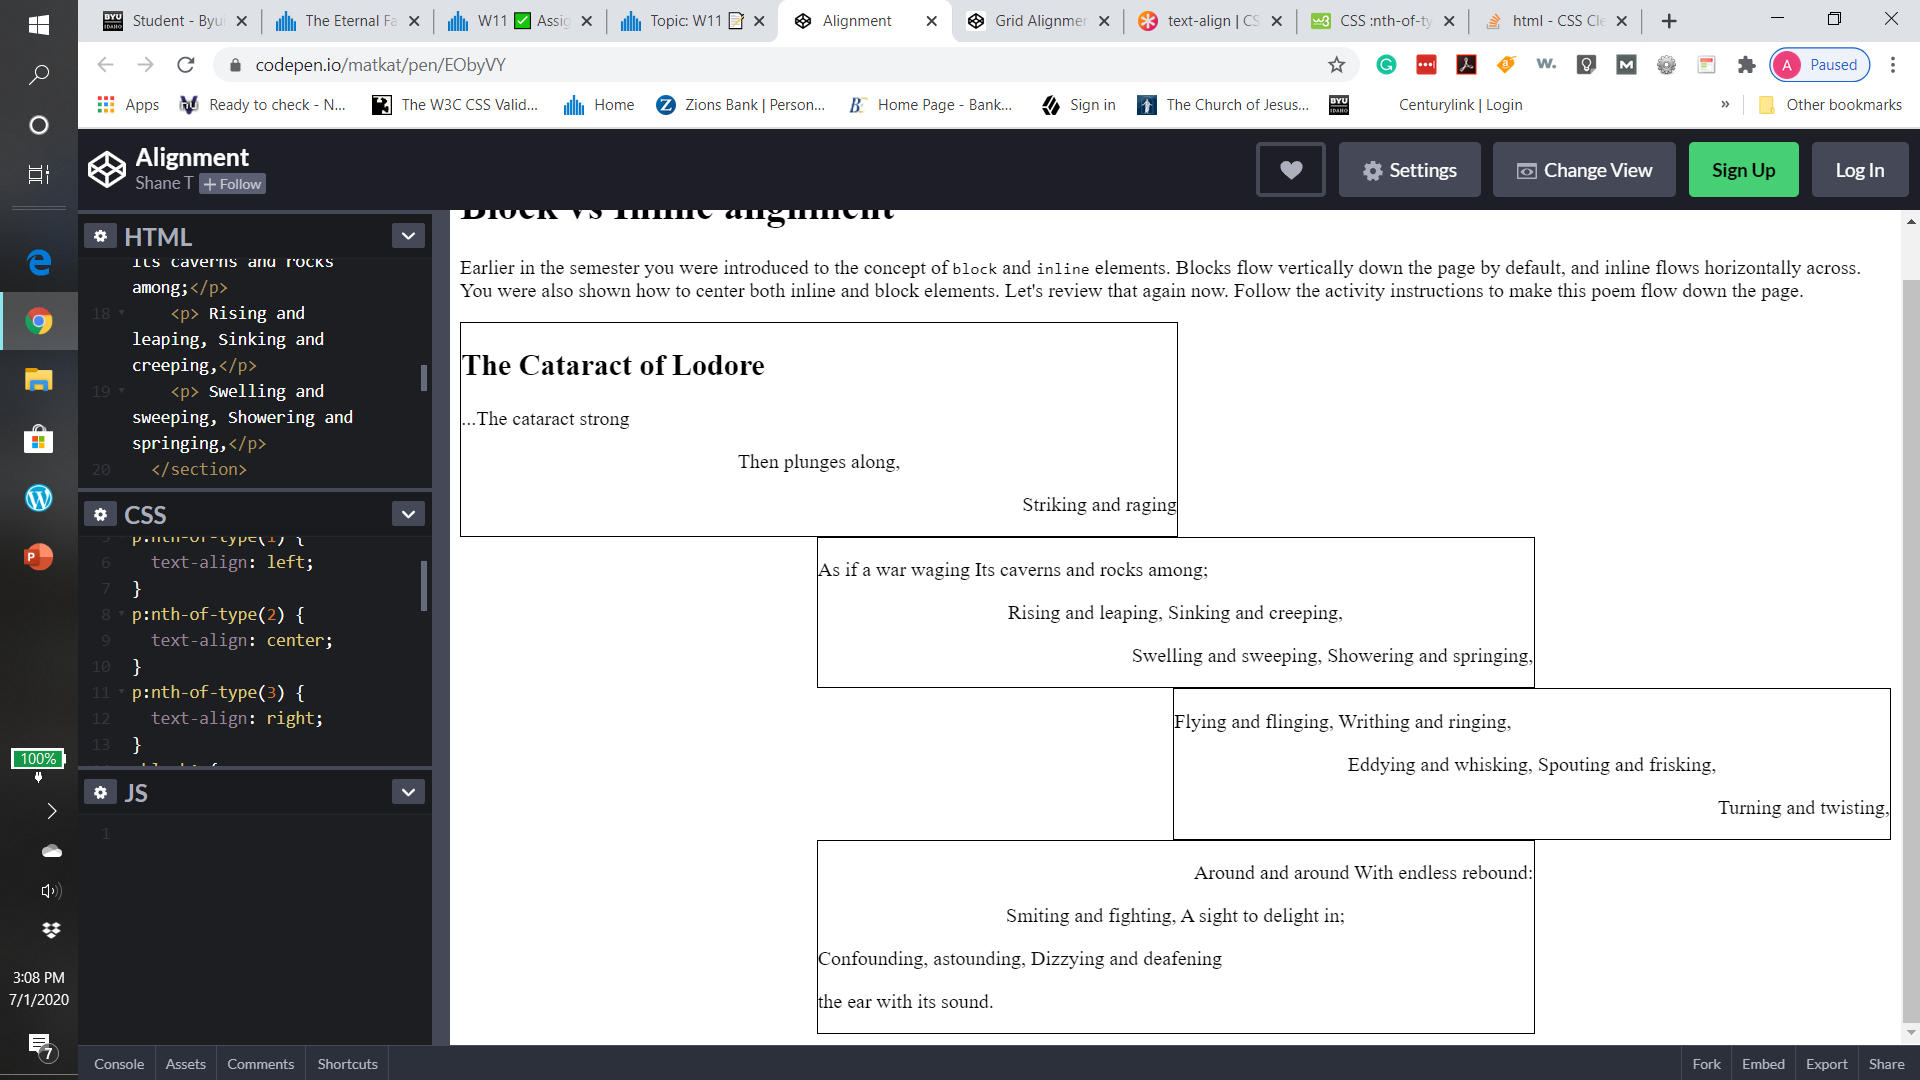 Student - Byui
The Eternal Fa
W11 ✅ Assig
Topic: W11 📝
Alignment
Grid Alignmen
text-align | CS
CSS :nth-of-ty
html - CSS Cle
codepen.io/matkat/pen/EObyVY
A Paused
Apps
Ready to check - N...
The W3C CSS Valid...
Home
Zions Bank | Person...
Home Page - Bank...
Sign in
The Church of Jesus...
Centurylink | Login
»
Other bookmarks
Alignment
Shane T + Follow
Settings
Change View
Sign Up
Log In
HTML
Its caverns and rocks
among;</p>
18 <p> Rising and
leaping, Sinking and
creeping,</p>
19 <p> Swelling and
sweeping, Showering and
springing,</p>
20 </section>
CSS
5 p:nth-of-type(1) {
6 text-align: left;
7 }
8 p:nth-of-type(2) {
9 text-align: center;
10 }
11 p:nth-of-type(3) {
12 text-align: right;
13 }
JS
1
Block vs Inline alignment
Earlier in the semester you were introduced to the concept of block and inline elements. Blocks flow vertically down the page by default, and inline flows horizontally across.
You were also shown how to center both inline and block elements. Let's review that again now. Follow the activity instructions to make this poem flow down the page.
The Cataract of Lodore
...The cataract strong
Then plunges along,
Striking and raging
As if a war waging Its caverns and rocks among;
Rising and leaping, Sinking and creeping,
Swelling and sweeping, Showering and springing,
Flying and flinging, Writhing and ringing,
Eddying and whisking, Spouting and frisking,
Turning and twisting,
Around and around With endless rebound:
Smiting and fighting, A sight to delight in;
Confounding, astounding, Dizzying and deafening
the ear with its sound.
100%
3:08 PM
7/1/2020
7
Console
Assets
Comments
Shortcuts
Fork
Embed
Export
Share